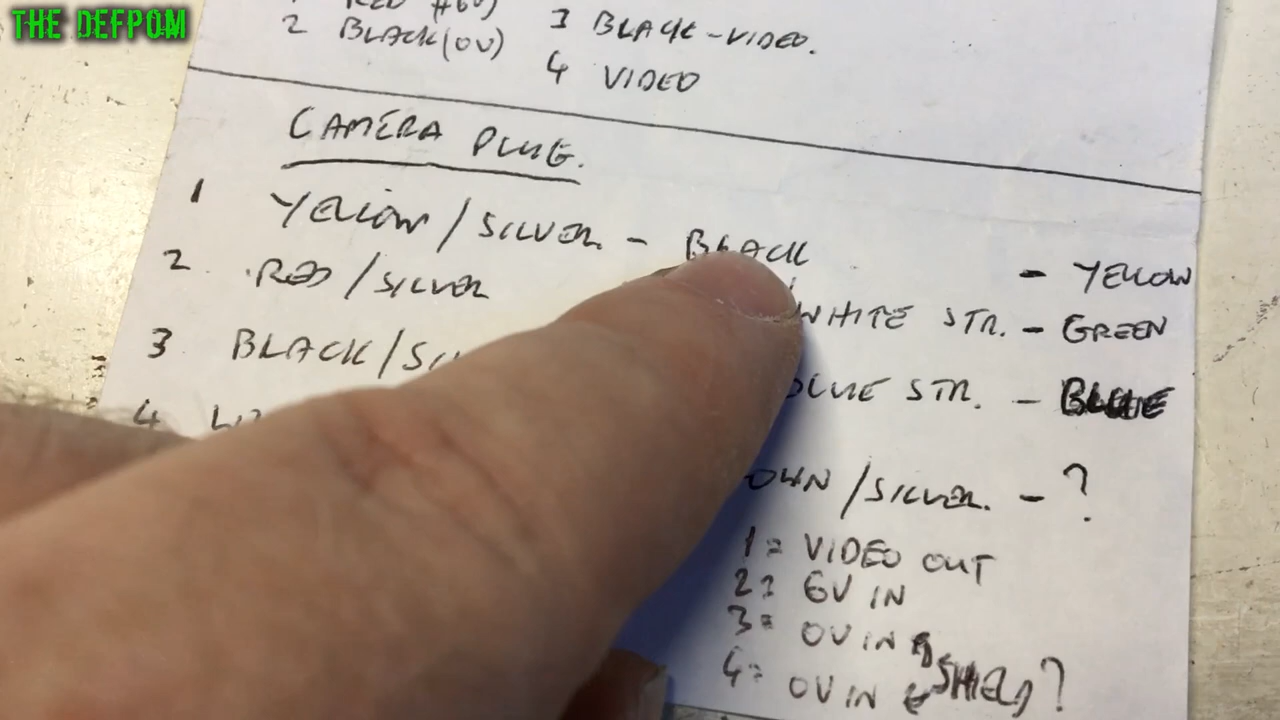 THE DEFPOM
RED
2 BLACK (0V) 3 BLACK-VIDEO.
4 VIDEO
CAMERA PLUG.
1 YELLOW/SILVER - BLACK - YELLOW
2 RED/SILVER WHITE STR. - GREEN
3 BLACK/ STR. - BLUE
4 /SILVER. - ?
1= VIDEO OUT
2= 6V IN
3= 0V IN
4= 0V IN & SHIELD?